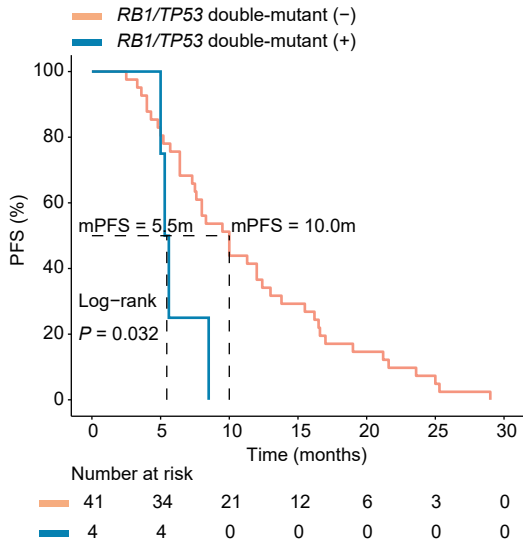 RB1/TP53 double-mutant (−)
RB1/TP53 double-mutant (+)
100
80
60
40
20
0
PFS (%)
mPFS = 5.5m
mPFS = 10.0m
Log−rank
P = 0.032
0 5 10 15 20 25 30
Time (months)
Number at risk
41 34 21 12 6 3 0
4 4 0 0 0 0 0